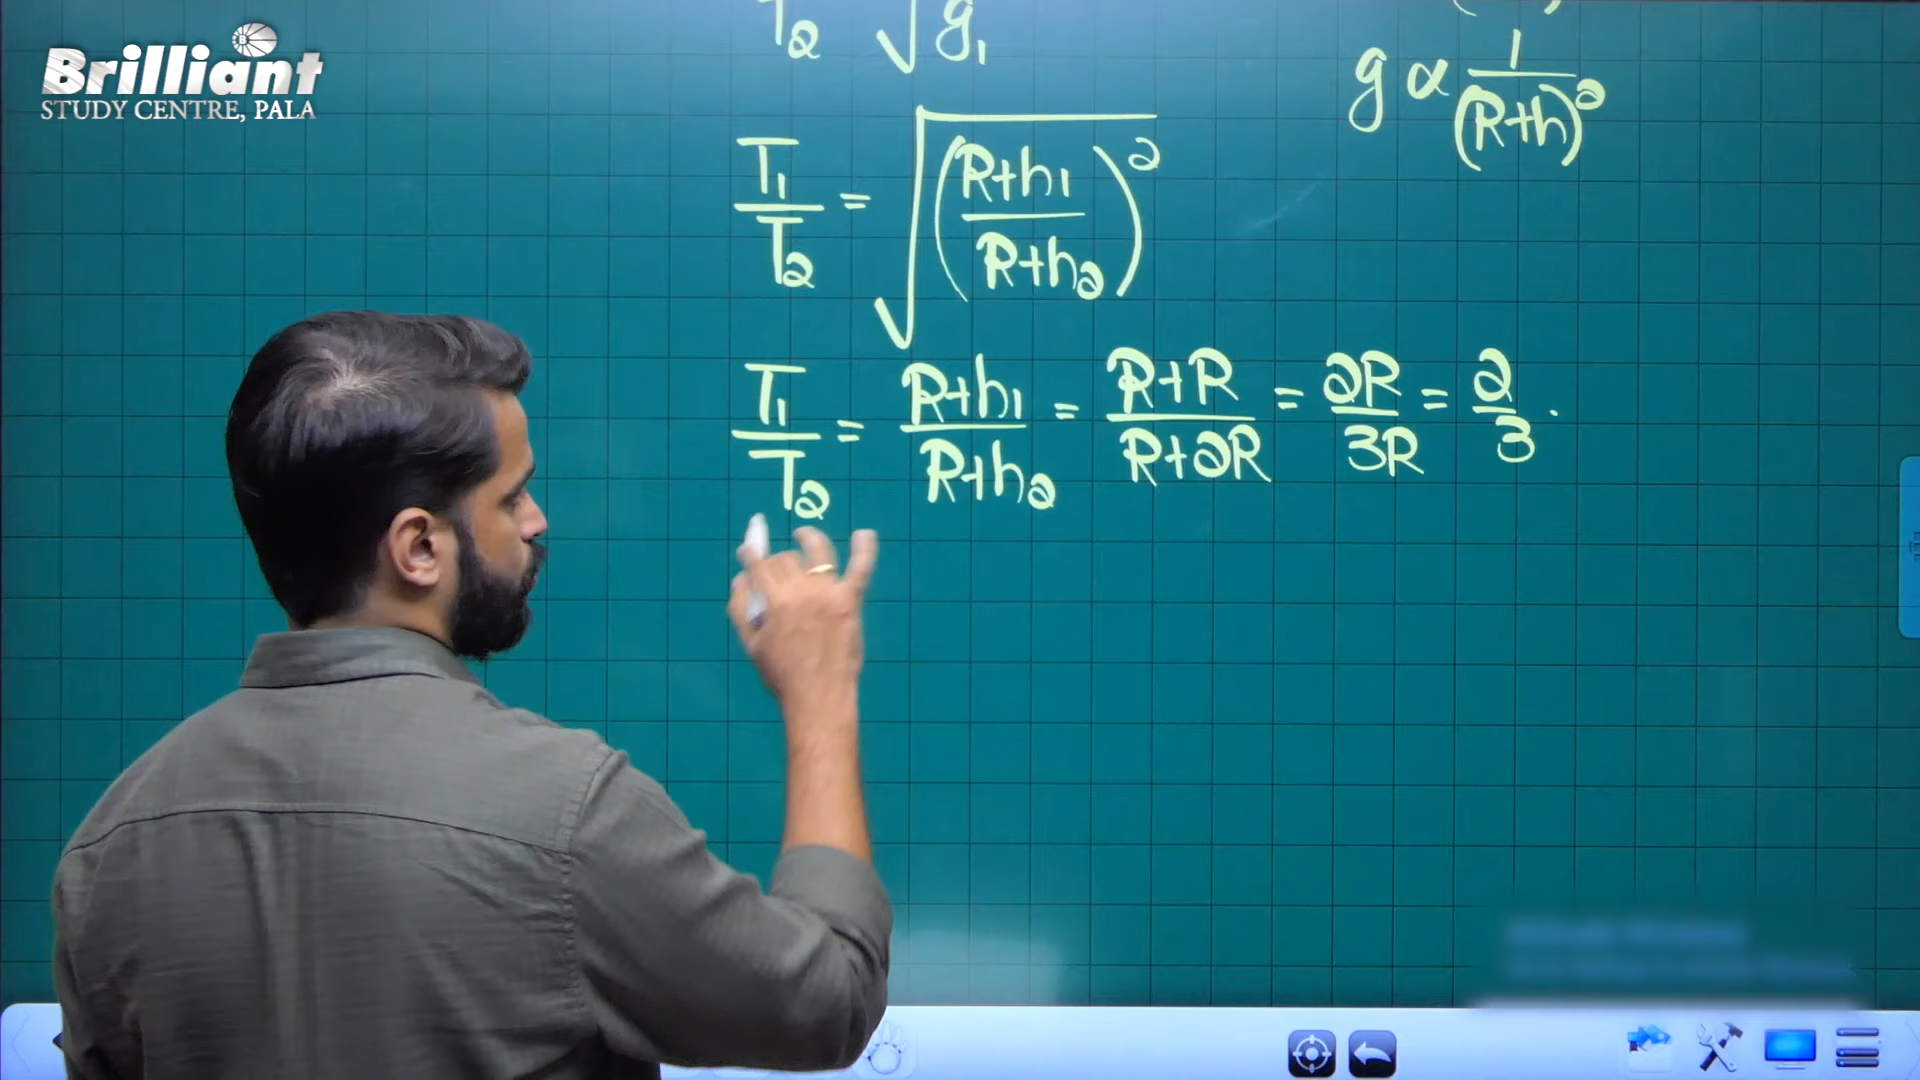 Brilliant
STUDY CENTRE, PALA
T₂ √g₁
g ∝ 1/(R+h)²
T₁/T₂ = √((R+h₁)/(R+h₂))²
T₁/T₂ = (R+h₁)/(R+h₂) = (R+R)/(R+2R) = 2R/3R = 2/3 .